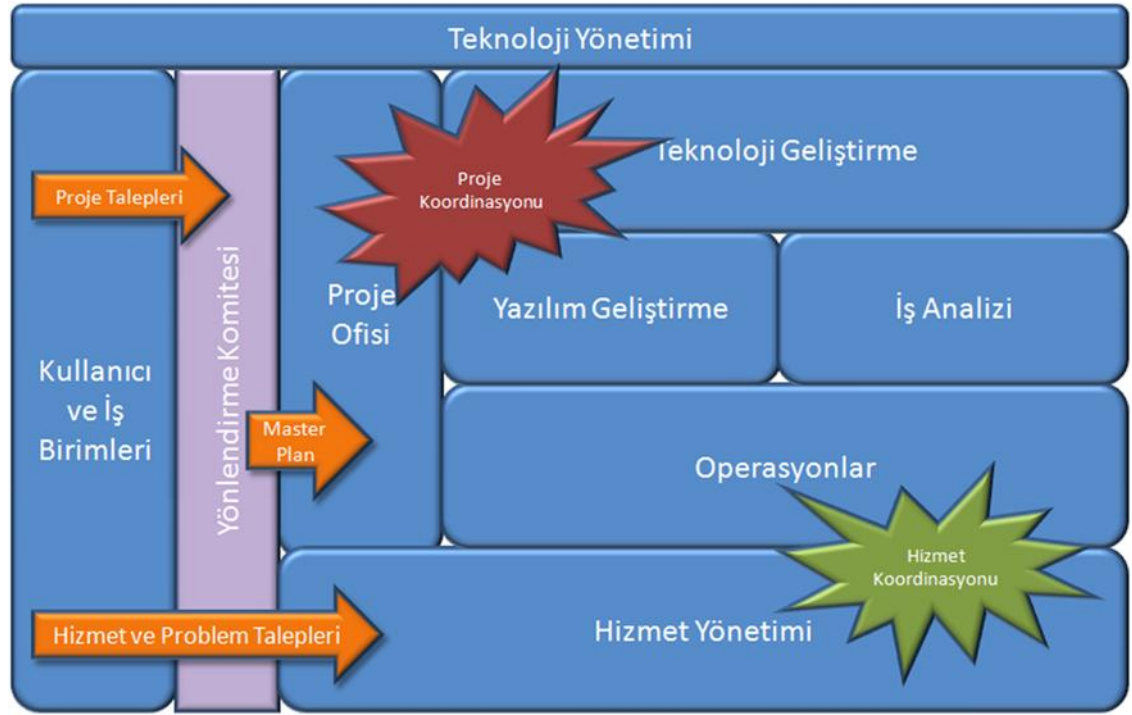 Teknoloji Yönetimi
Proje Talepleri
Kullanıcı
ve İş
Birimleri
Hizmet ve Problem Talepleri
Yönlendirme Komitesi
Master
Plan
Proje
Ofisi
Proje
Koordinasyonu
Teknoloji Geliştirme
Yazılım Geliştirme
İş Analizi
Operasyonlar
Hizmet
Koordinasyonu
Hizmet Yönetimi